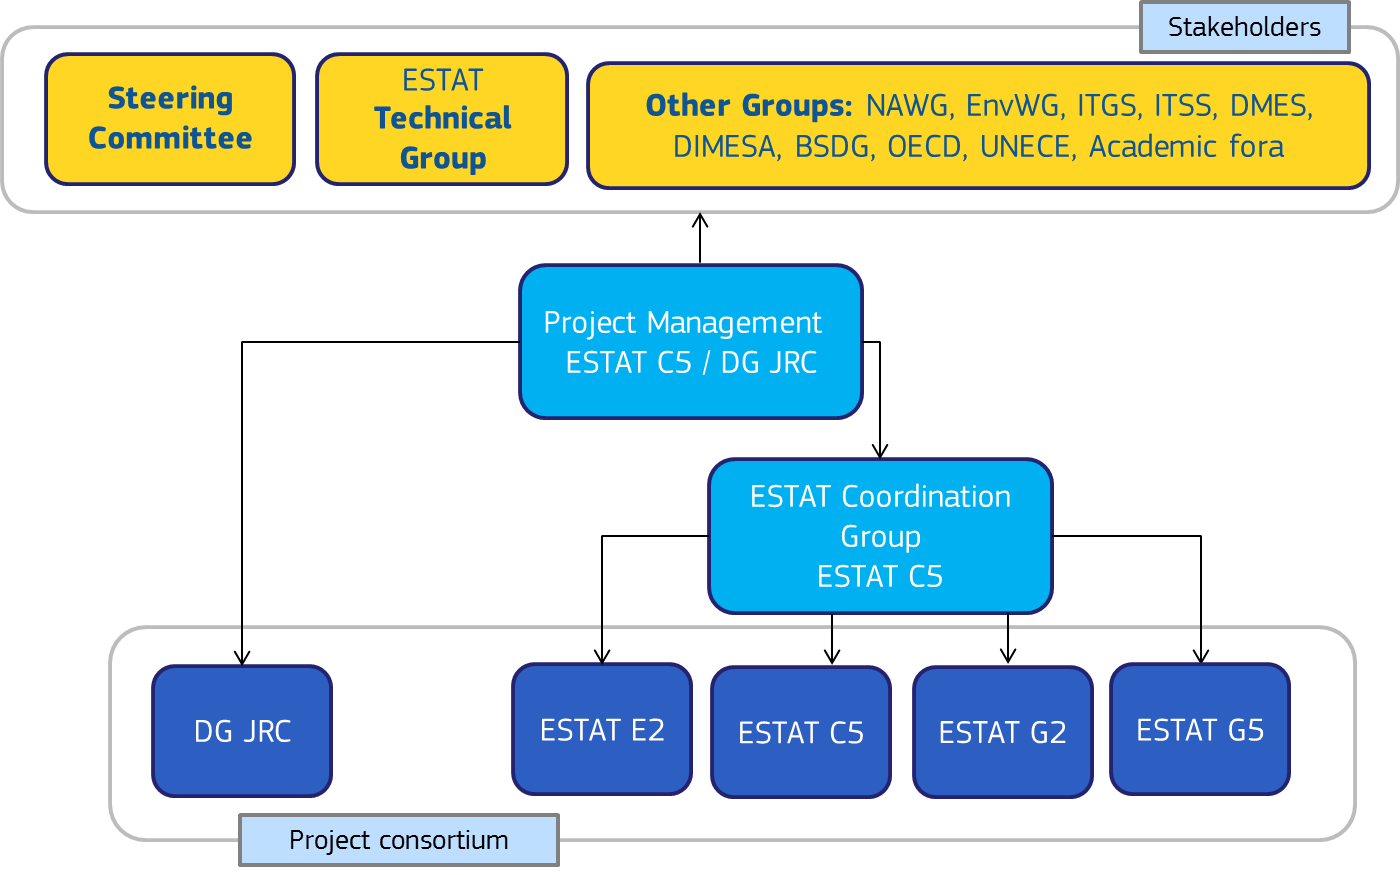 Stakeholders
Steering
Committee
ESTAT
Technical
Group
Other Groups: NAWG, EnvWG, ITGS, ITSS, DMES,
DIMESA, BSDG, OECD, UNECE, Academic fora
Project Management
ESTAT C5 / DG JRC
ESTAT Coordination
Group
ESTAT C5
DG JRC
ESTAT E2
ESTAT C5
ESTAT G2
ESTAT G5
Project consortium